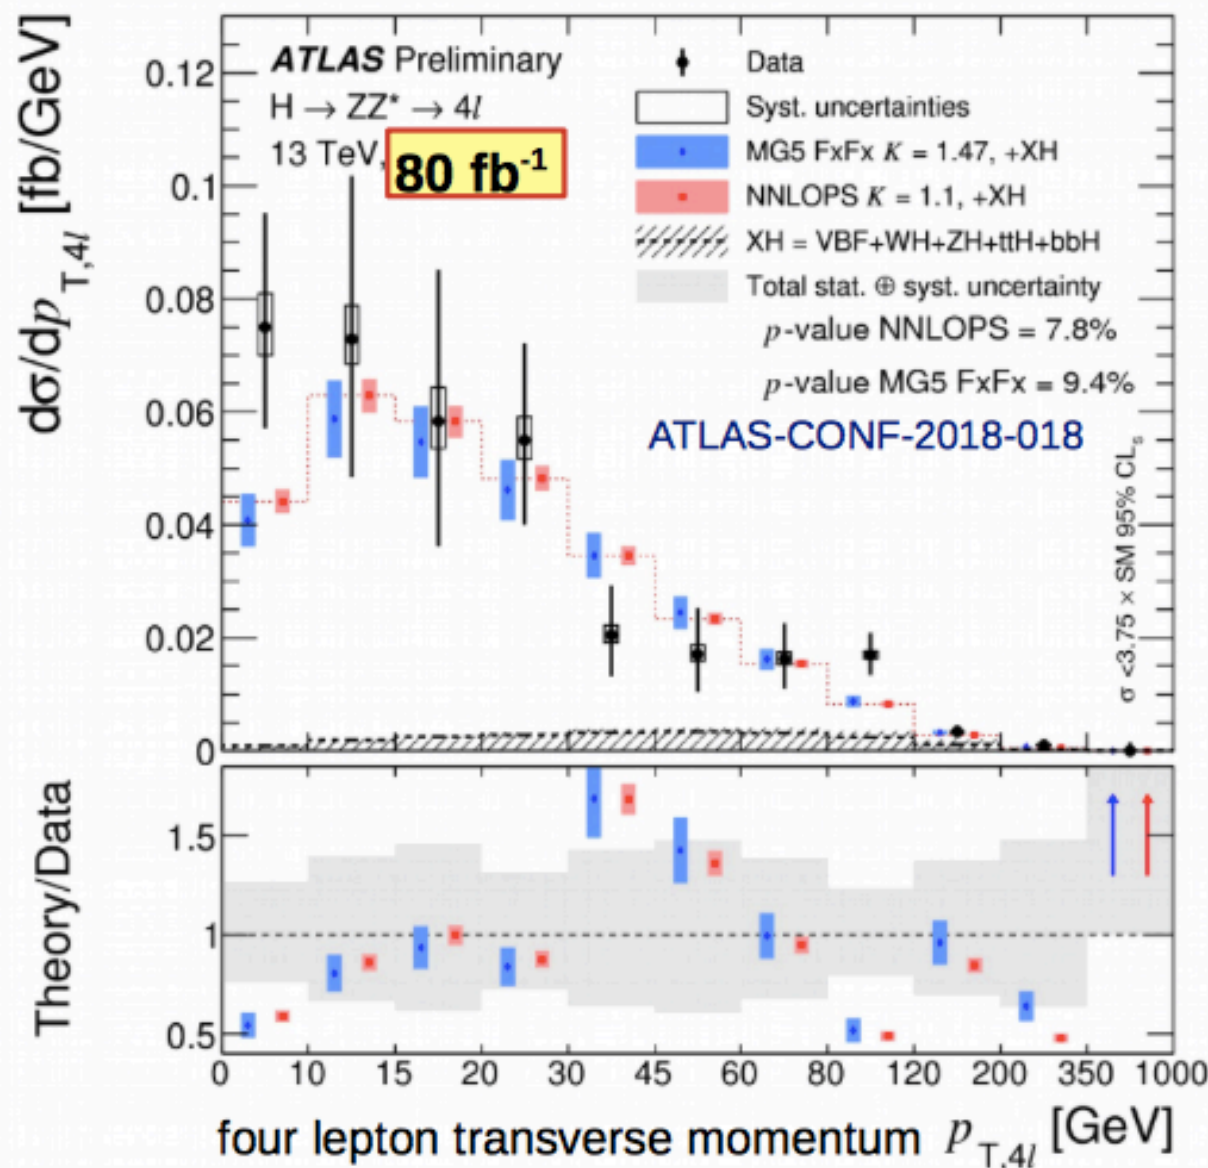 dσ/dp T,4l [fb/GeV]
0.12
0.1
0.08
0.06
0.04
0.02
0
ATLAS Preliminary
H → ZZ* → 4l
13 TeV, 80 fb⁻¹
Data
Syst. uncertainties
MG5 FxFx K = 1.47, +XH
NNLOPS K = 1.1, +XH
XH = VBF+WH+ZH+ttH+bbH
Total stat. ⊕ syst. uncertainty
p-value NNLOPS = 7.8%
p-value MG5 FxFx = 9.4%
ATLAS-CONF-2018-018
σ <3.75 × SM 95% CLs
Theory/Data
1.5
1
0.5
0 10 15 20 30 45 60 80 120 200 350 1000
four lepton transverse momentum p T,4l [GeV]